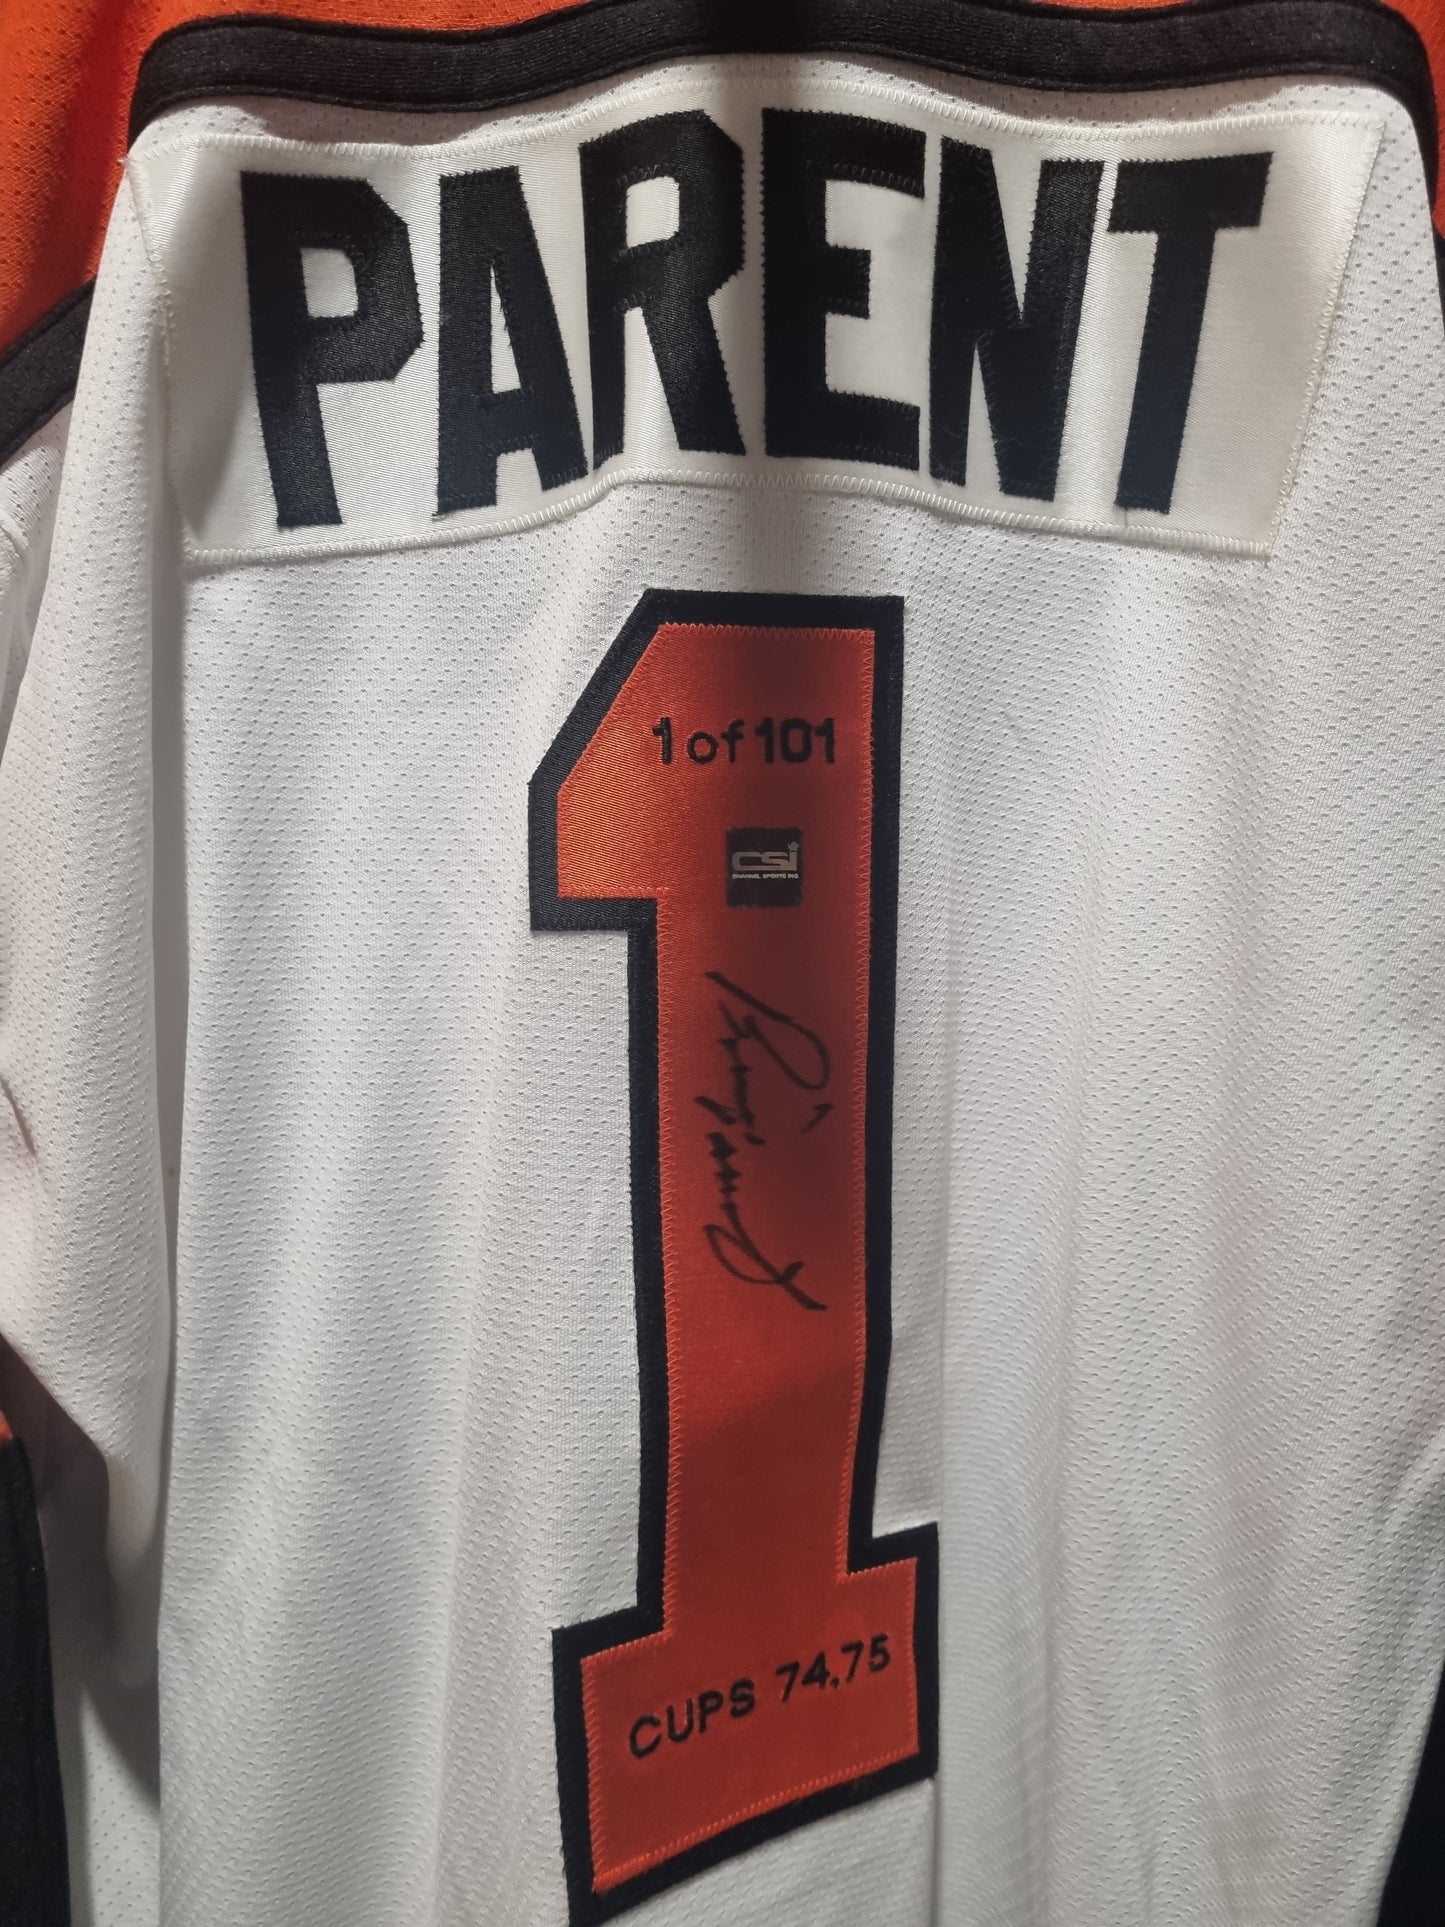 PARENT
1 of 101
CSi
CHANNEL SPORTS INC.
1
CUPS 74,75